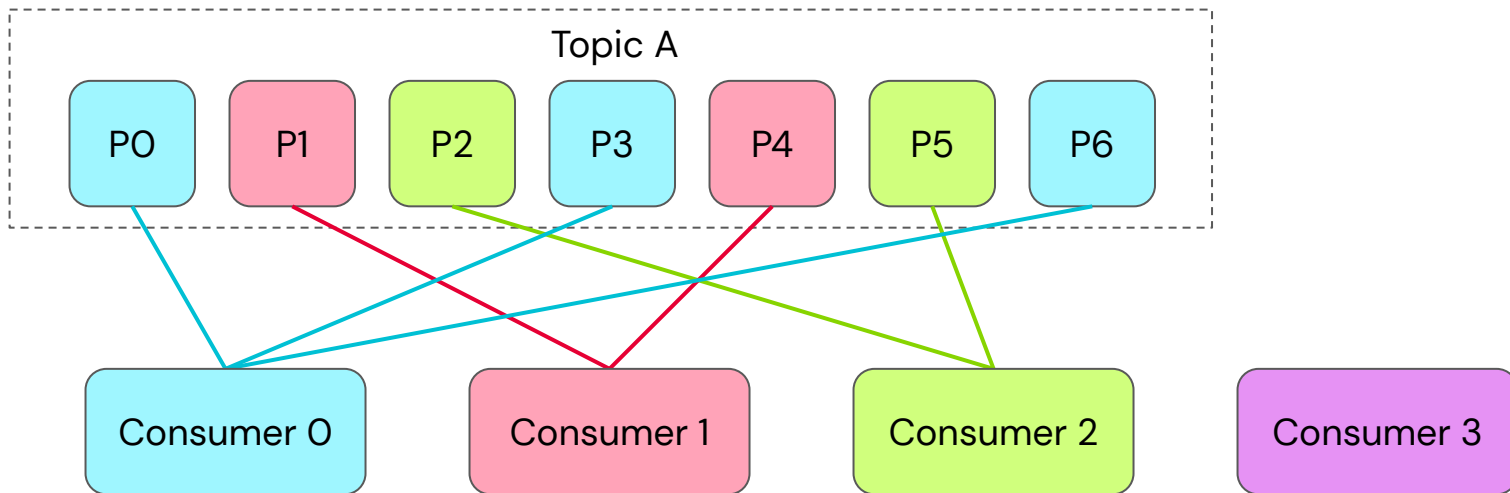 Topic A
P0
P1
P2
P3
P4
P5
P6
Consumer 0
Consumer 1
Consumer 2
Consumer 3